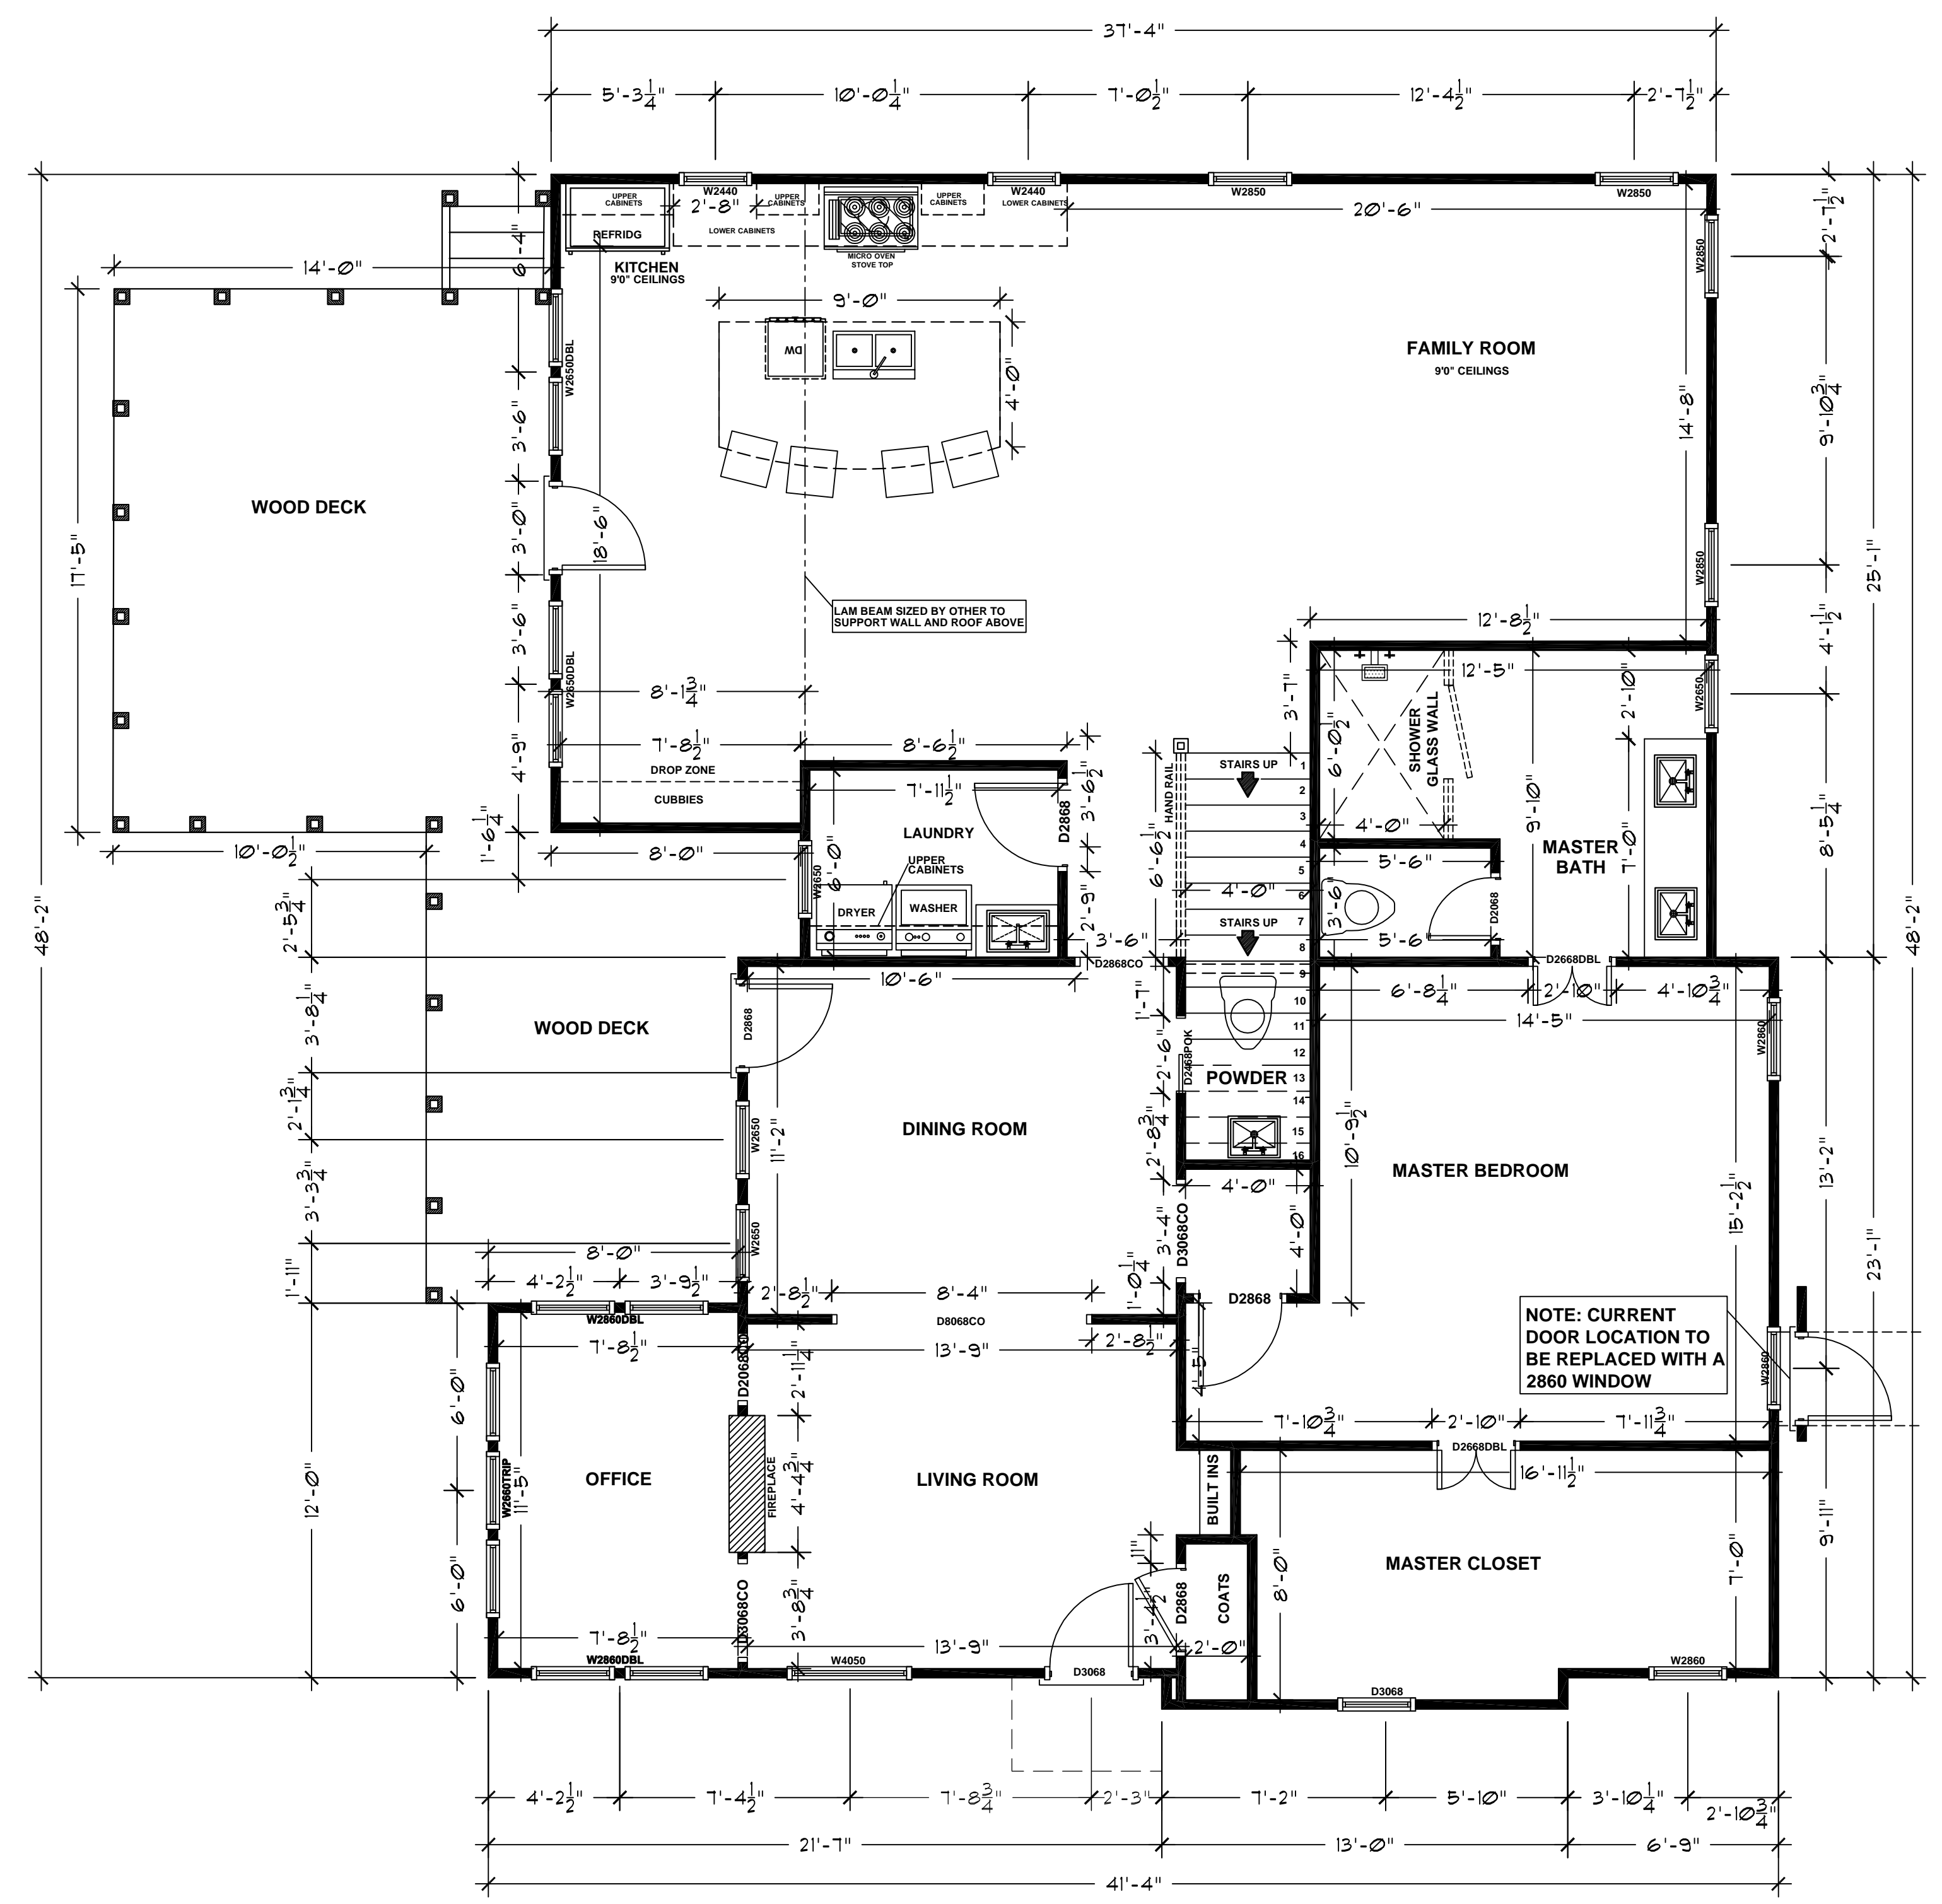 37'-4"
5'-3 1/4"
10'-0 1/4"
7'-0 1/2"
12'-4 1/2"
2'-7 1/2"
W2440
W2440
W2850
W2850
UPPER
CABINETS
2'-8"
UPPER
CABINETS
UPPER
CABINETS
LOWER CABINETS
20'-6"
2'-7 1/2"
REFRIDG
LOWER CABINETS
6'-4"
W2850
MICRO OVEN
STOVE TOP
14'-0"
KITCHEN
9'0" CEILINGS
9'-0"
DW
4'-0"
FAMILY ROOM
9'0" CEILINGS
W2650DBL
3'-6"
14'-8"
9'-10 3/4"
WOOD DECK
17'-5"
3'-0"
18'-6"
25'-1"
W2850
LAM BEAM SIZED BY OTHER TO
SUPPORT WALL AND ROOF ABOVE
12'-8 1/2"
3'-6"
4'-1 1/2"
W2650DBL
8'-1 3/4"
3'-7"
12'-5"
W2650
2'-10"
6'-0 1/2"
SHOWER
GLASS WALL
7'-8 1/2"
8'-6 1/2"
4'-9"
DROP ZONE
CUBBIES
STAIRS UP
HAND RAIL
1
2
3
4
5
6
7
8
9
10
11
12
13
14
15
16
7'-11 1/2"
3'-6 1/2"
LAUNDRY
D2868
4'-0"
9'-10"
7'-0"
8'-5 1/4"
MASTER
BATH
10'-0 1/2"
1'-6 1/4"
8'-0"
6'-0"
UPPER
CABINETS
6'-6 1/2"
5'-6"
W2650
4'-0"
3'-6"
D2068
DRYER
WASHER
2'-9"
STAIRS UP
48'-2"
48'-2"
2'-5 3/4"
3'-6"
5'-6"
D2868CO
D2668DBL
10'-6"
6'-8 1/4"
2'-10"
4'-10 3/4"
14'-5"
1'-7"
3'-8 1/4"
WOOD DECK
D2868
W2860
2'-6"
D2468POK
POWDER
2'-1 3/4"
DINING ROOM
W2650
11'-2"
2'-8 3/4"
10'-9 1/2"
MASTER BEDROOM
13'-2"
3'-3 3/4"
4'-0"
15'-2 1/2"
W2650
3'-4"
D3068CO
4'-0"
23'-1"
8'-0"
1'-11"
4'-2 1/2"
3'-9 1/2"
2'-8 1/2"
8'-4"
1'-0 1/4"
D2868
W2860DBL
D8068CO
NOTE: CURRENT
DOOR LOCATION TO
BE REPLACED WITH A
2860 WINDOW
7'-8 1/2"
13'-9"
2'-8 1/2"
D2068CO
2'-11 1/4"
4'-5"
W2860
6'-0"
7'-10 3/4"
2'-10"
7'-11 3/4"
D2668DBL
W2660TRIP
11'-5"
OFFICE
FIREPLACE
4'-4 3/4"
LIVING ROOM
BUILT INS
16'-11 1/2"
12'-0"
9'-11"
11"
MASTER CLOSET
8'-0"
7'-0"
6'-0"
D3068CO
3'-8 3/4"
3'-4 1/2"
D2868
COATS
7'-8 1/2"
13'-9"
2'-0"
W2860DBL
W4050
D3068
W2860
D3068
4'-2 1/2"
7'-4 1/2"
7'-8 3/4"
2'-3"
7'-2"
5'-10"
3'-10 1/4"
2'-10 3/4"
21'-7"
13'-0"
6'-9"
41'-4"